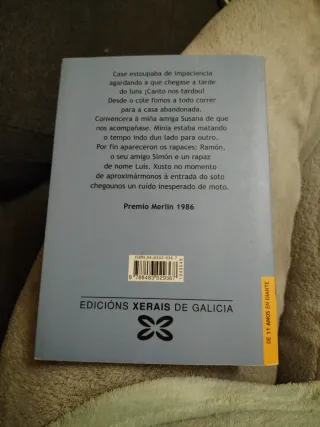 Case estoupaba de impaciencia
agardando a que chegase a tarde
do luns ¡Canto nos tardou!
Desde o cole fomos a todo correr
para a casa abandonada.
Convencera á miña amiga Susana de que
nos acompañase. Minia estaba matando
o tempo indo dun lado para outro.
Por fin apareceron os rapaces: Ramón,
o seu amigo Simón e un rapaz
de nome Luís. Xusto no momento
de aproximármonos á entrada do soto
chegounos un ruído inesperado de moto.
Premio Merlín 1986
EDICIÓNS XERAIS DE GALICIA
DE 11 ANOS EN DIANTE